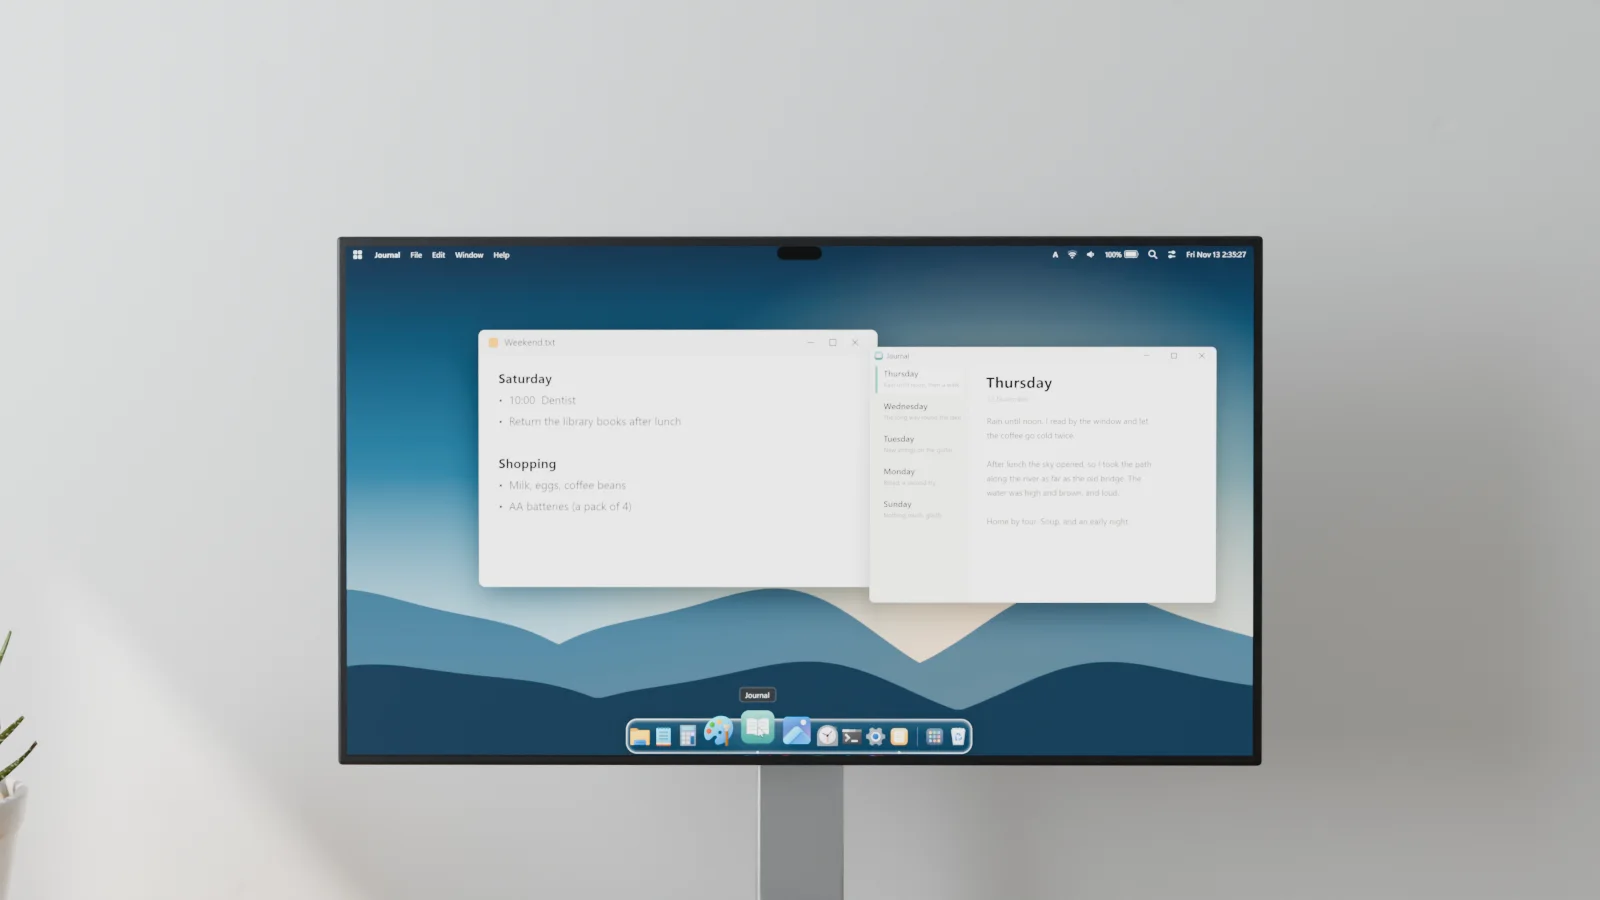 Journal File Edit Window Help
A 100% Fri Nov 13 2:35:27
Weekend.txt
Saturday
• 10:00 Dentist
• Return the library books after lunch
Shopping
• Milk, eggs, coffee beans
• AA batteries (a pack of 4)
Journal
Thursday
Wednesday
Tuesday
Monday
Sunday
Thursday
Rain until noon. I read by the window and let
the coffee go cold twice.
After lunch the sky opened, so I took the path
along the river as far as the old bridge. The
water was high and brown, and loud.
Home by four. Soup, and an early night.
Journal